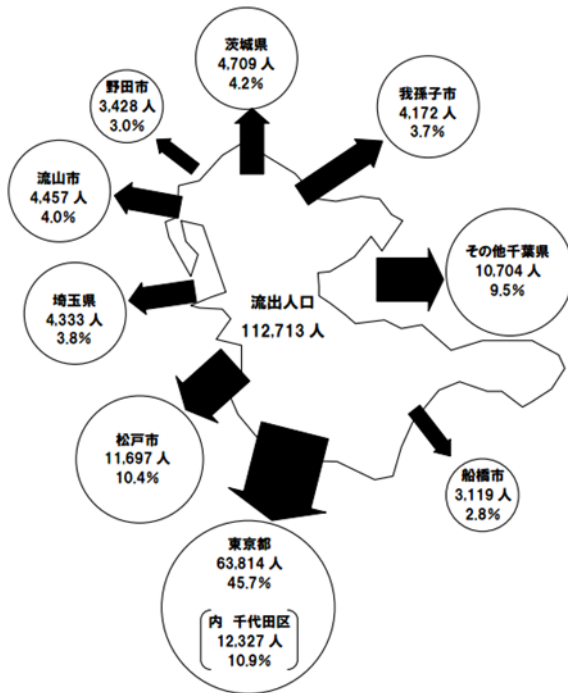 茨城県
4,709 人
4.2%
野田市
3,428 人
3.0%
我孫子市
4,172 人
3.7%
流山市
4,457 人
4.0%
その他千葉県
10,704 人
9.5%
埼玉県
4,333 人
3.8%
流出人口
112,713 人
松戸市
11,697 人
10.4%
船橋市
3,119 人
2.8%
東京都
63,814 人
45.7%
内 千代田区
12,327 人
10.9%